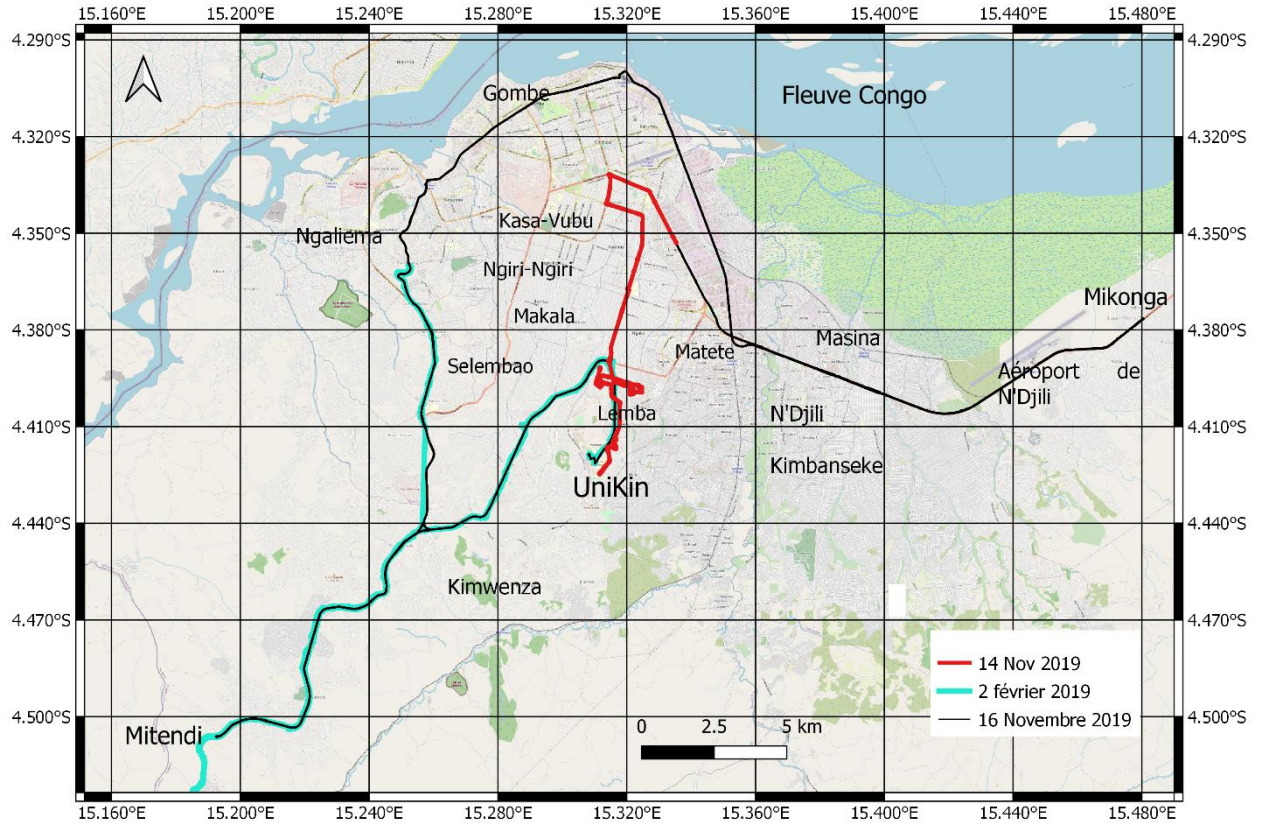 15.160°E 15.200°E 15.240°E 15.280°E 15.320°E 15.360°E 15.400°E 15.440°E 15.480°E
4.290°S 4.290°S
Gombe
Fleuve Congo
4.320°S 4.320°S
Kasa-Vubu
Ngaliema
4.350°S 4.350°S
Ngiri-Ngiri
Mikonga
Makala
4.380°S 4.380°S
Masina
Matete
Selembao
Aéroport de
N'Djili
Lemba
N'Djili
4.410°S 4.410°S
Kimbanseke
UniKin
4.440°S 4.440°S
Kimwenza
4.470°S 4.470°S
14 Nov 2019
2 février 2019
16 Novembre 2019
4.500°S 4.500°S
0 2.5 5 km
Mitendi
15.160°E 15.200°E 15.240°E 15.280°E 15.320°E 15.360°E 15.400°E 15.440°E 15.480°E